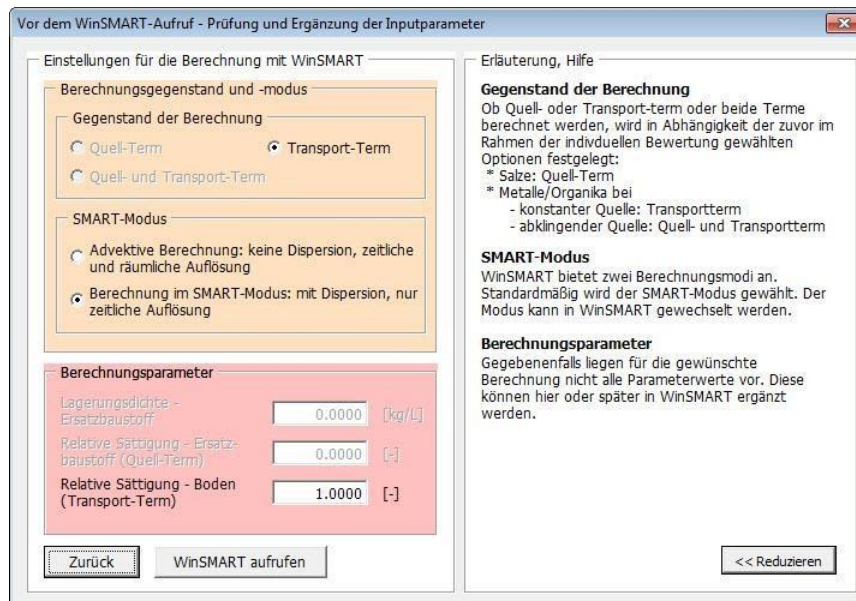 Vor dem WinSMART-Aufruf - Prüfung und Ergänzung der Inputparameter
Einstellungen für die Berechnung mit WinSMART
Berechnungsgegenstand und -modus
Gegenstand der Berechnung
Quell-Term
Transport-Term
Quell- und Transport-Term
SMART-Modus
Advektive Berechnung: keine Dispersion, zeitliche
und räumliche Auflösung
Berechnung im SMART-Modus: mit Dispersion, nur
zeitliche Auflösung
Berechnungsparameter
Lagerungsdichte -
Ersatzbaustoff
0.0000 [kg/L]
Relative Sättigung - Ersatz-
baustoff (Quell-Term)
0.0000 [-]
Relative Sättigung - Boden
(Transport-Term)
1.0000 [-]
Zurück
WinSMART aufrufen
Erläuterung, Hilfe
Gegenstand der Berechnung
Ob Quell- oder Transport-term oder beide Terme
berechnet werden, wird in Abhängigkeit der zuvor im
Rahmen der indivduellen Bewertung gewählten
Optionen festgelegt:
* Salze: Quell-Term
* Metalle/Organika bei
- konstanter Quelle: Transportterm
- abklingender Quelle: Quell- und Transportterm
SMART-Modus
WinSMART bietet zwei Berechnungsmodi an.
Standardmäßig wird der SMART-Modus gewählt. Der
Modus kann in WinSMART gewechselt werden.
Berechnungsparameter
Gegebenenfalls liegen für die gewünschte
Berechnung nicht alle Parameterwerte vor. Diese
können hier oder später in WinSMART ergänzt
werden.
<< Reduzieren